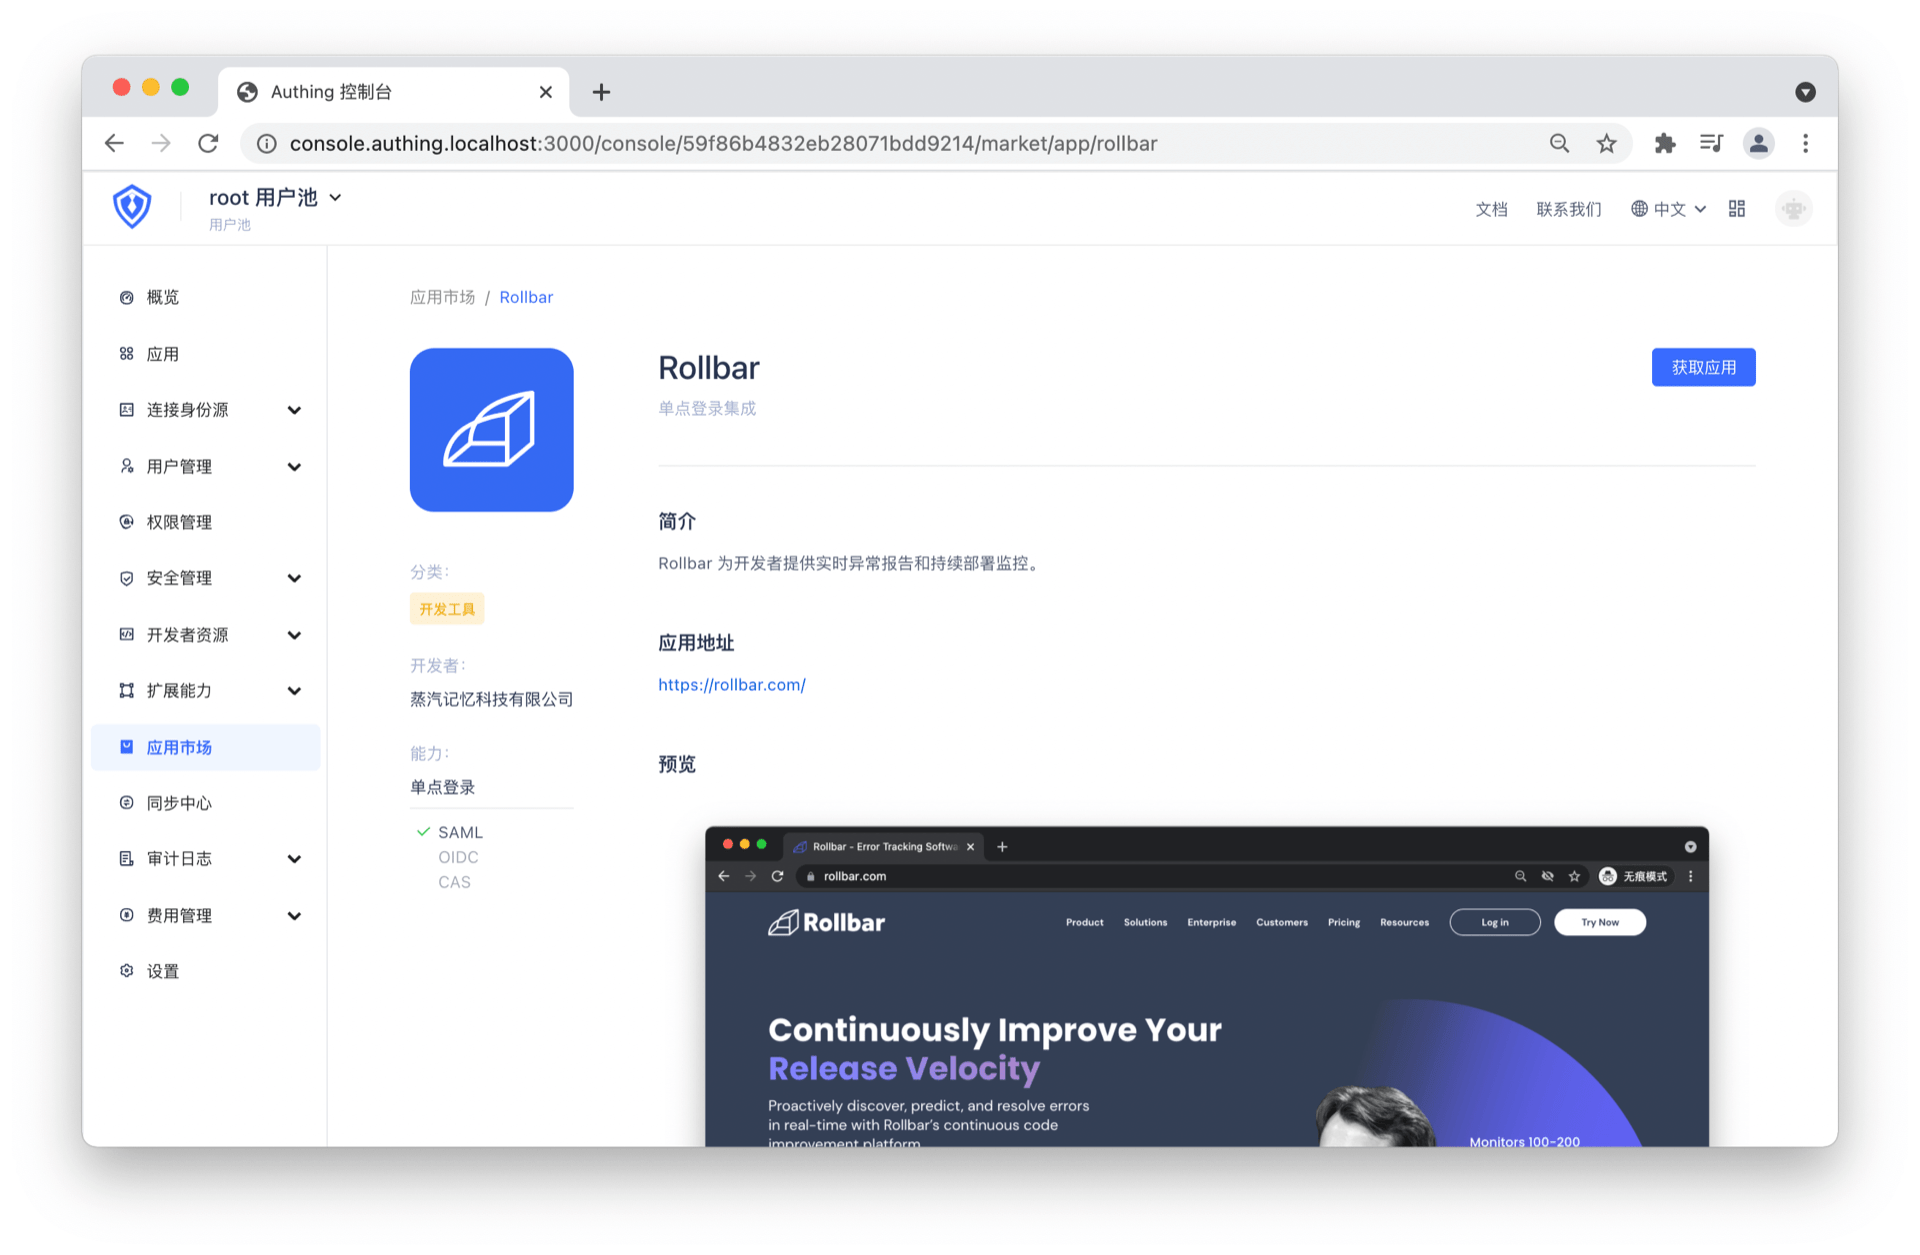 Authing 控制台
console.authing.localhost:3000/console/59f86b4832eb28071bdd9214/market/app/rollbar
root 用户池
用户池
文档
联系我们
中文
概览
应用
连接身份源
用户管理
权限管理
安全管理
开发者资源
扩展能力
应用市场
同步中心
审计日志
费用管理
设置
应用市场 / Rollbar
分类:
开发工具
开发者:
蒸汽记忆科技有限公司
能力:
单点登录
SAML
OIDC
CAS
Rollbar
单点登录集成
获取应用
简介
Rollbar 为开发者提供实时异常报告和持续部署监控。
应用地址
https://rollbar.com/
预览
Rollbar - Error Tracking Softwa
rollbar.com
无痕模式
Rollbar
Product
Solutions
Enterprise
Customers
Pricing
Resources
Log in
Try Now
Continuously Improve Your
Release Velocity
Proactively discover, predict, and resolve errors
in real-time with Rollbar's continuous code
improvement platform
Monitors 100-200